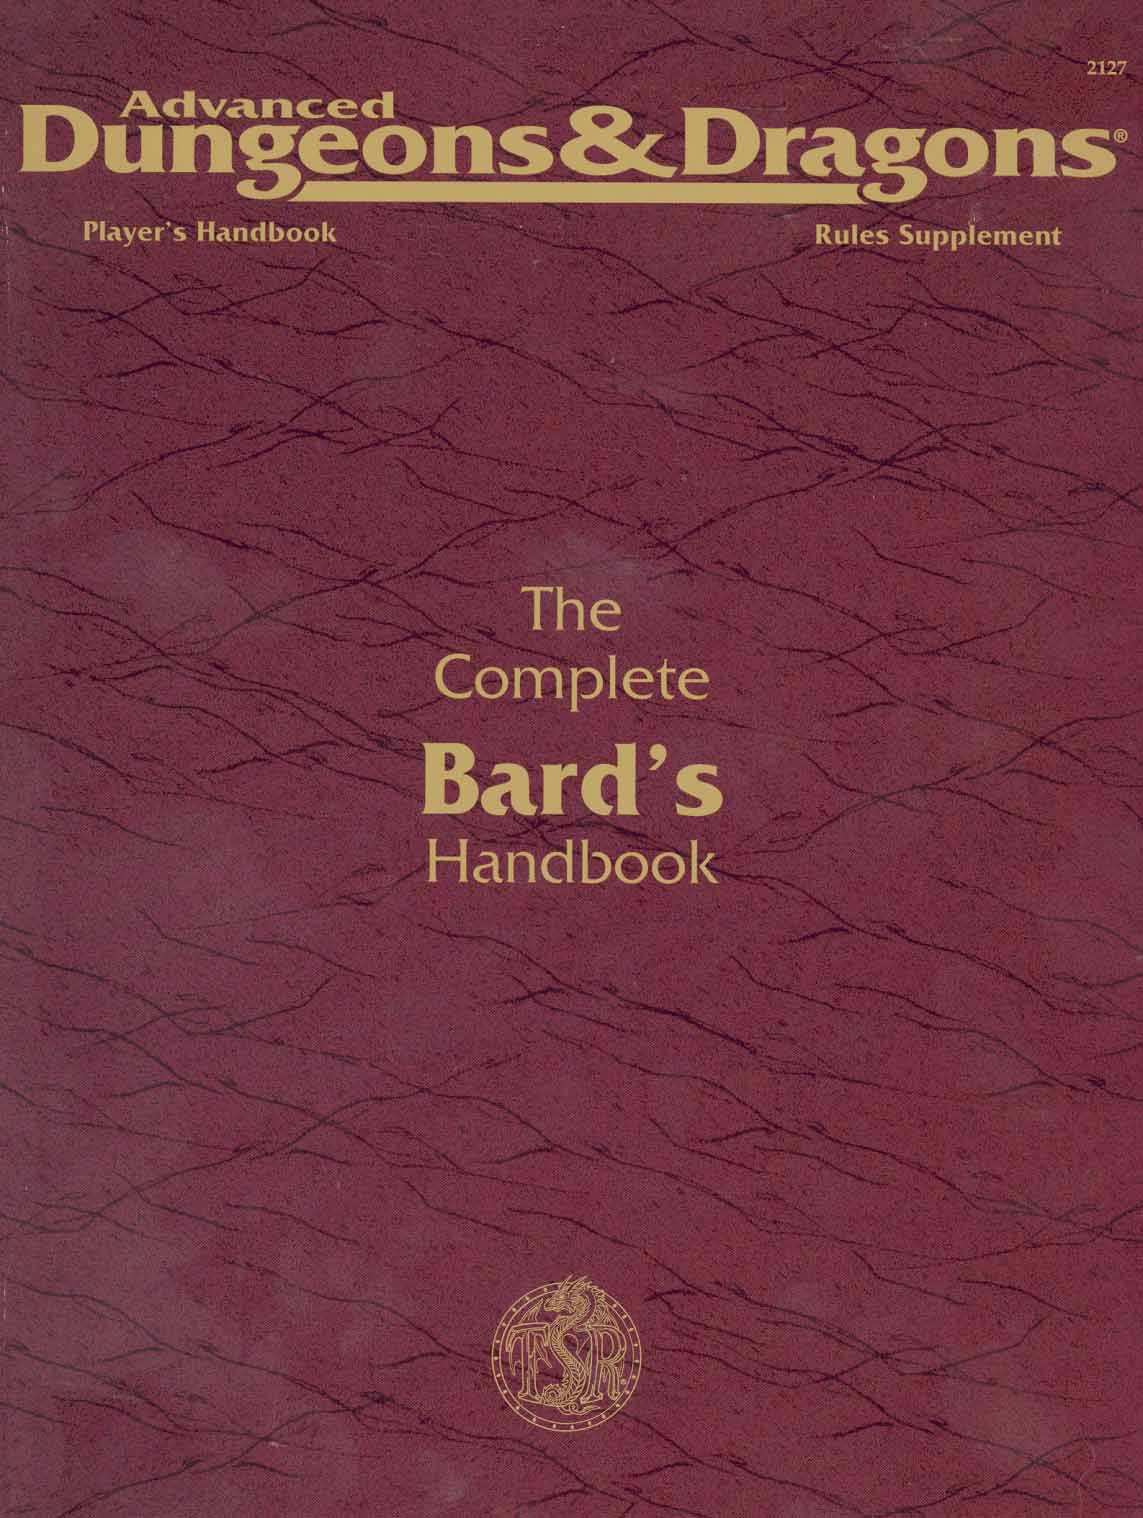 2127
Advanced
Dungeons & Dragons®
Player's Handbook
Rules Supplement
The
Complete
Bard's
Handbook
TSR